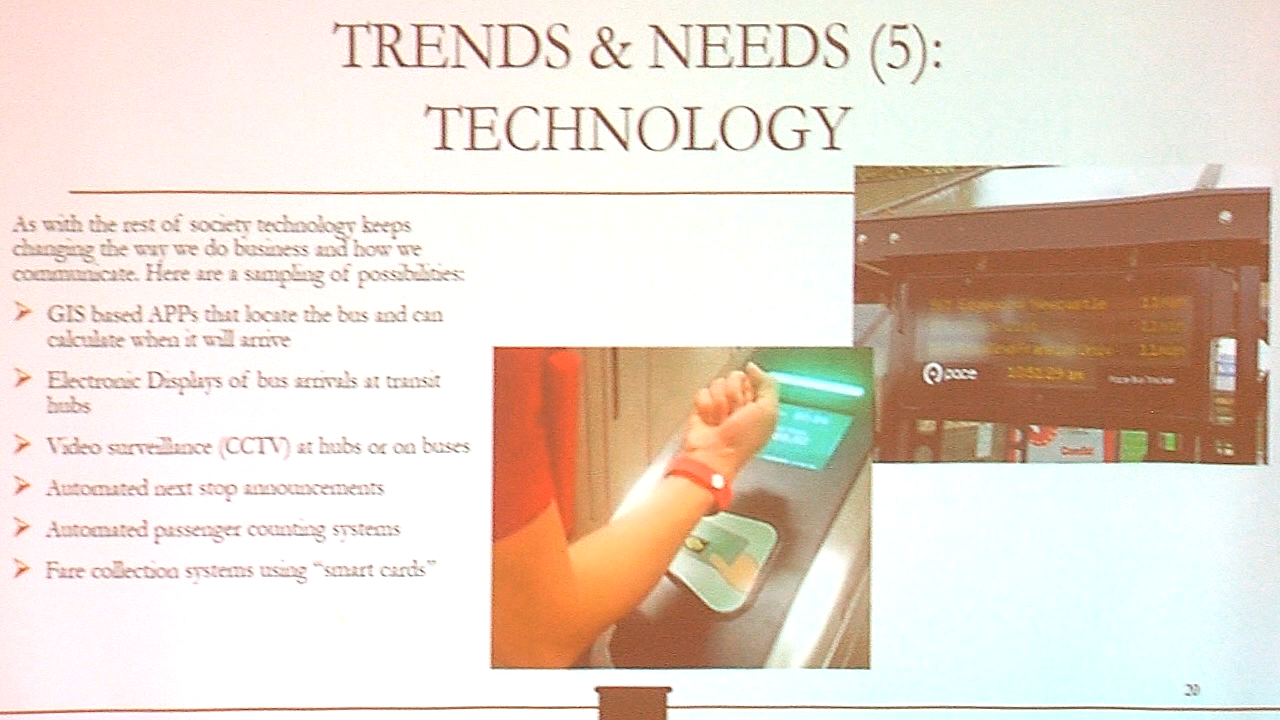 TRENDS & NEEDS (5):
TECHNOLOGY
As with the rest of society technology keeps
changing the way we do business and how we
communicate. Here are a sampling of possibilities:
GIS based APPs that locate the bus and can
calculate when it will arrive
Electronic Displays of bus arrivals at transit
hubs
Video surveillance (CCTV) at hubs or on buses
Automated next stop announcements
Automated passenger counting systems
Fare collection systems using “smart cards”
pace
Pace Bus Tracker
20